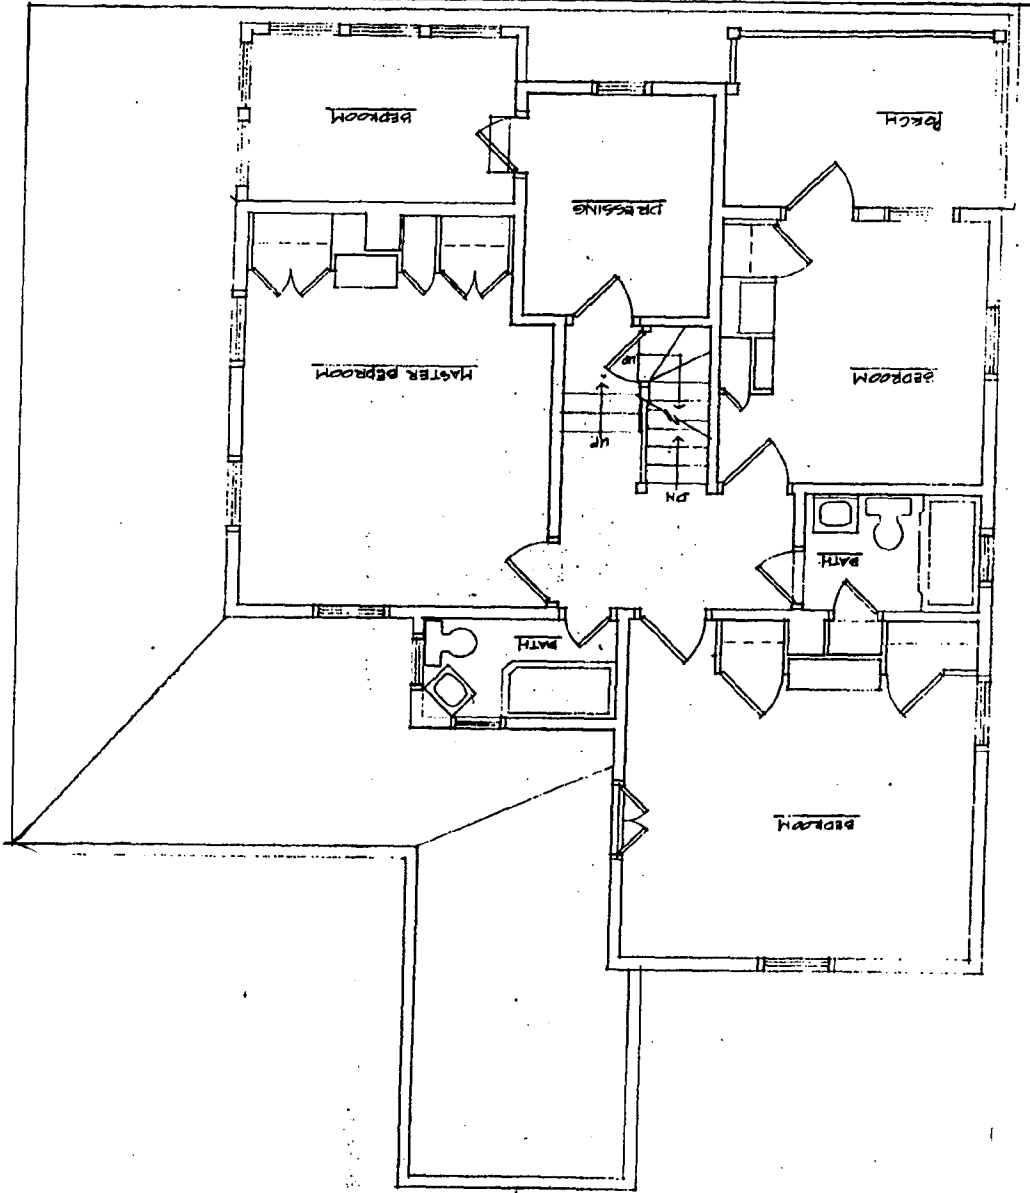 BEDROOM
BATH
BATH
DN
UP
BEDROOM
MASTER BEDROOM
UP
DRESSING
PORCH
BEDROOM